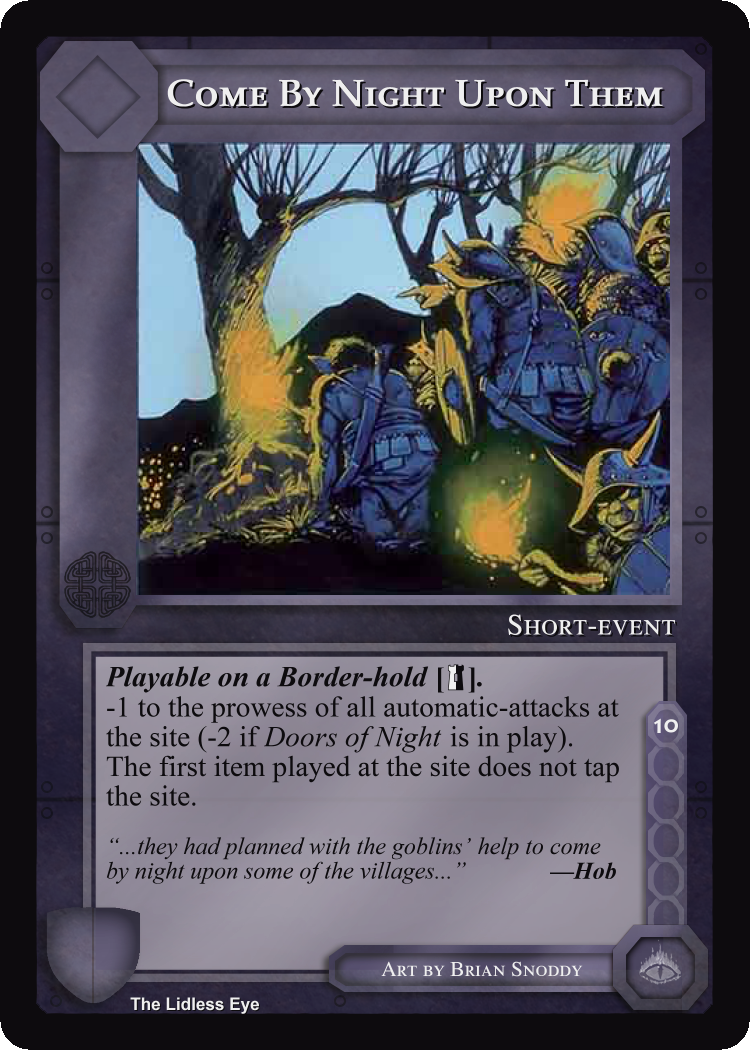 Come By Night Upon Them
Short-event
Playable on a Border-hold [ ].
-1 to the prowess of all automatic-attacks at
the site (-2 if Doors of Night is in play).
The first item played at the site does not tap
the site.
10
“...they had planned with the goblins’ help to come
by night upon some of the villages...” —Hob
Art by Brian Snoddy
The Lidless Eye